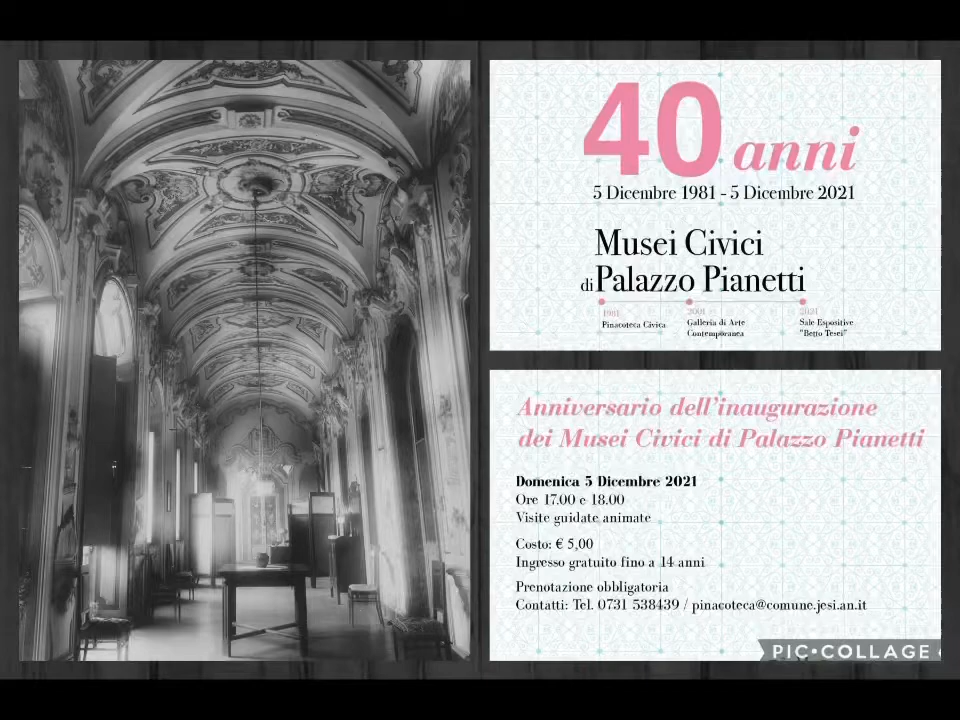 40 anni
5 Dicembre 1981 - 5 Dicembre 2021
Musei Civici
di Palazzo Pianetti
1981
Pinacoteca Civica
2001
Galleria di Arte
Contemporanea
2021
Sale Espositive
"Betto Tesei"
Anniversario dell'inaugurazione
dei Musei Civici di Palazzo Pianetti
Domenica 5 Dicembre 2021
Ore 17.00 e 18.00
Visite guidate animate
Costo: € 5,00
Ingresso gratuito fino a 14 anni
Prenotazione obbligatoria
Contatti: Tel. 0731 538439 / pinacoteca@comune.jesi.an.it
PIC•COLLAGE